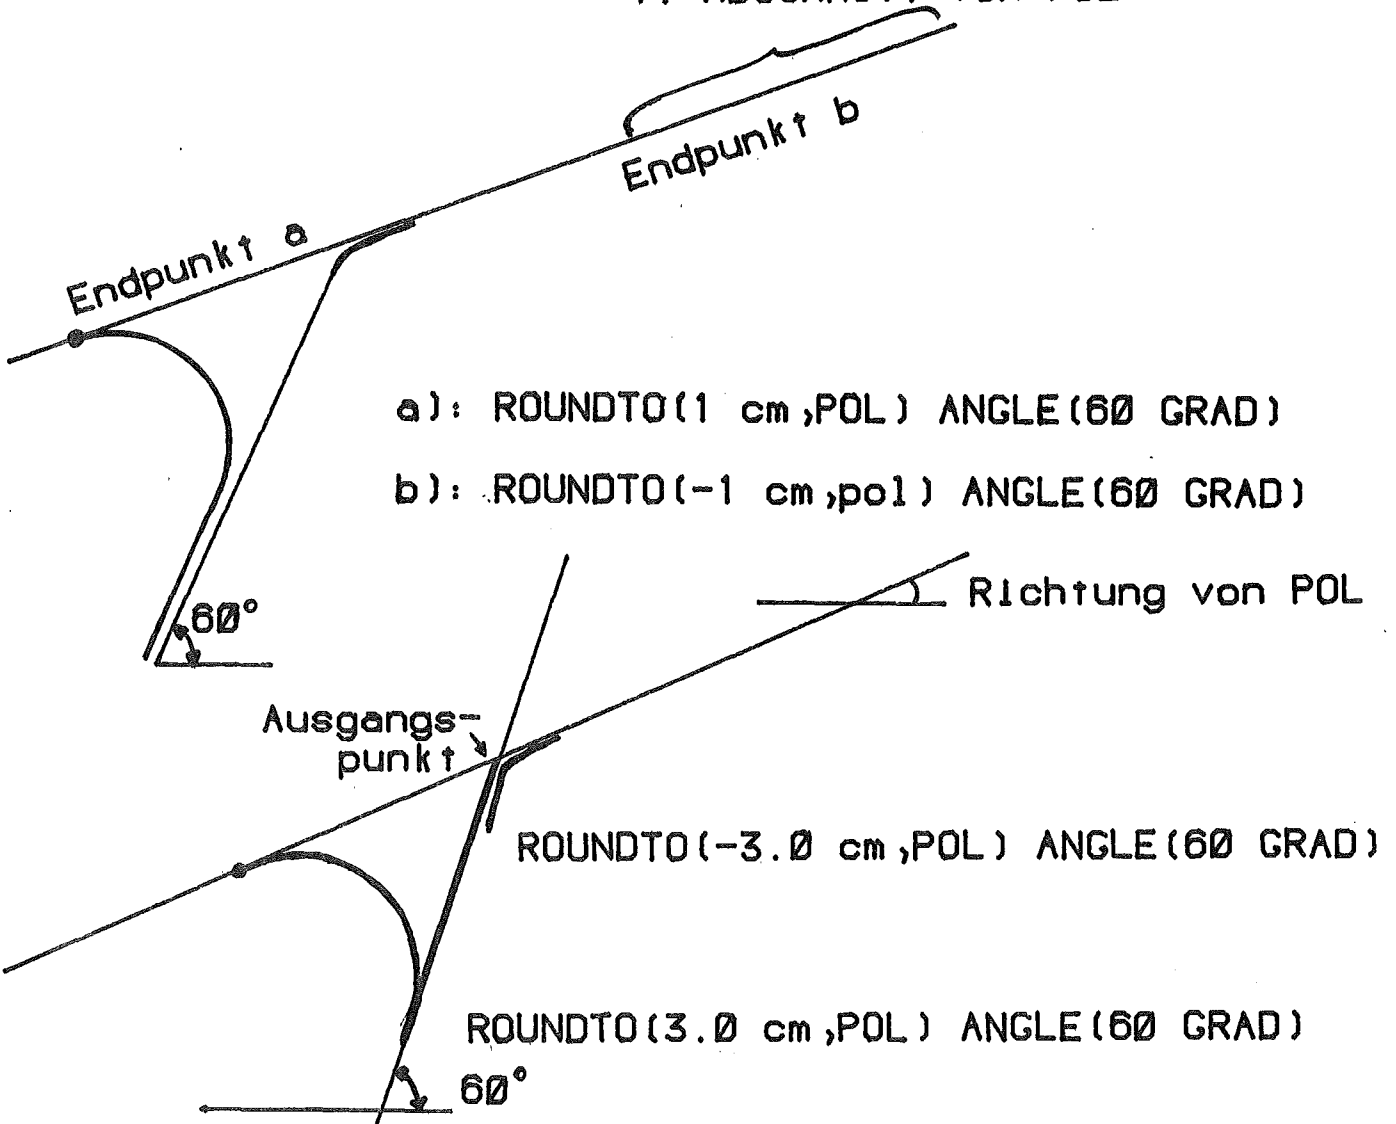 Endpunkt b
Endpunkt a
a): ROUNDTO(1 cm,POL) ANGLE(60 GRAD)
b): ROUNDTO(-1 cm,pol) ANGLE(60 GRAD)
Richtung von POL
60°
Ausgangs-
punkt
ROUNDTO(-3.0 cm,POL) ANGLE(60 GRAD)
ROUNDTO(3.0 cm,POL) ANGLE(60 GRAD)
60°